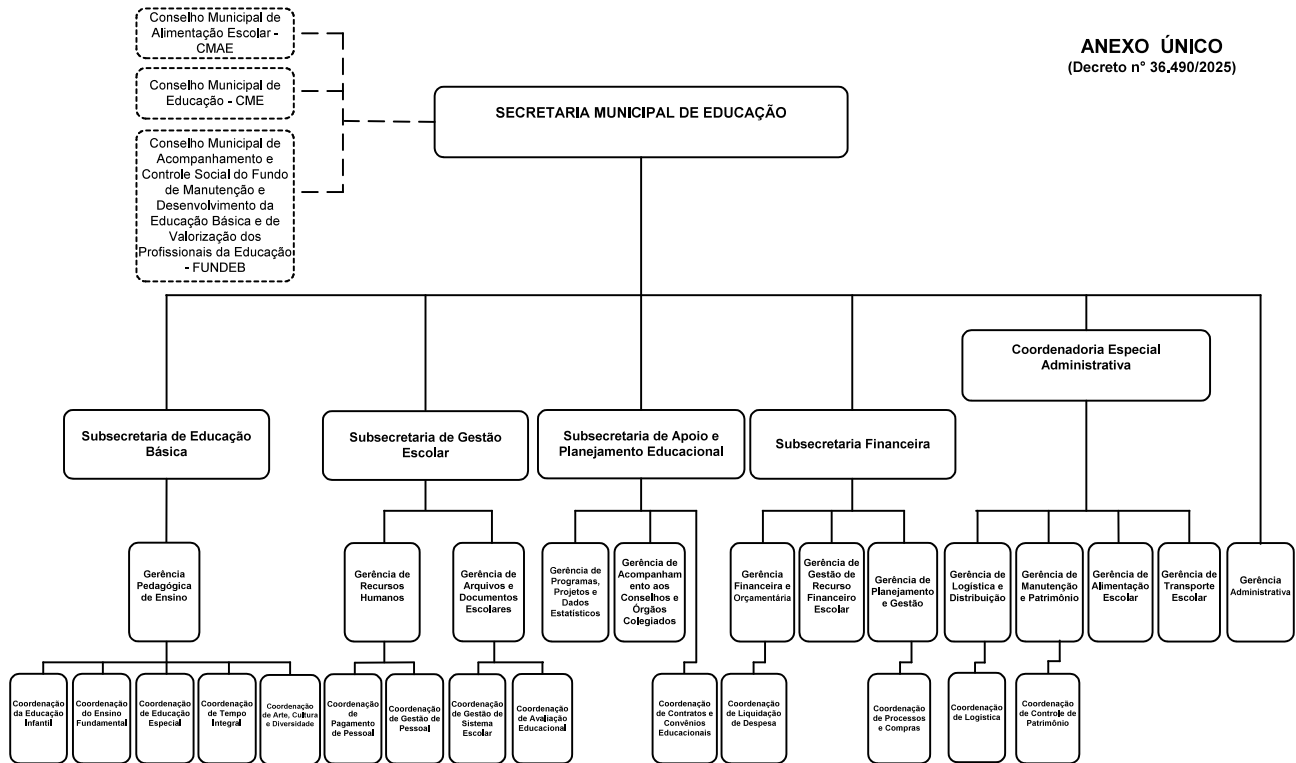 Conselho Municipal de
Alimentação Escolar -
CMAE
Conselho Municipal de
Educação - CME
Conselho Municipal de
Acompanhamento e
Controle Social do Fundo
de Manutenção e
Desenvolvimento da
Educação Básica e de
Valorização dos
Profissionais da Educação
- FUNDEB
ANEXO ÚNICO
(Decreto n° 36.490/2025)
SECRETARIA MUNICIPAL DE EDUCAÇÃO
Coordenadoria Especial
Administrativa
Subsecretaria de Educação
Básica
Subsecretaria de Gestão
Escolar
Subsecretaria de Apoio e
Planejamento Educacional
Subsecretaria Financeira
Gerência
Pedagógica
de Ensino
Gerência de
Recursos
Humanos
Gerência de
Arquivos e
Documentos
Escolares
Gerência de
Programas,
Projetos e
Dados
Estatísticos
Gerência de
Acompanham
ento aos
Conselhos e
Órgãos
Colegiados
Gerência
Financeira e
Orçamentária
Gerência de
Gestão de
Recurso
Financeiro
Escolar
Gerência de
Planejamento
e Gestão
Gerência de
Logística e
Distribuição
Gerência de
Manutenção
e Patrimônio
Gerência de
Alimentação
Escolar
Gerência de
Transporte
Escolar
Gerência
Administrativa
Coordenação
da Educação
Infantil
Coordenação
do Ensino
Fundamental
Coordenação
de Educação
Especial
Coordenação
de Tempo
Integral
Coordenação
de Arte, Cultura
e Diversidade
Coordenação
de
Pagamento
de Pessoal
Coordenação
de Gestão de
Pessoal
Coordenação
de Gestão de
Sistema
Escolar
Coordenação
de Avaliação
Educacional
Coordenação
de Contratos e
Convênios
Educacionais
Coordenação
de Liquidação
de Despesa
Coordenação
de Processos
e Compras
Coordenação
de Logística
Coordenação
de Controle de
Patrimônio